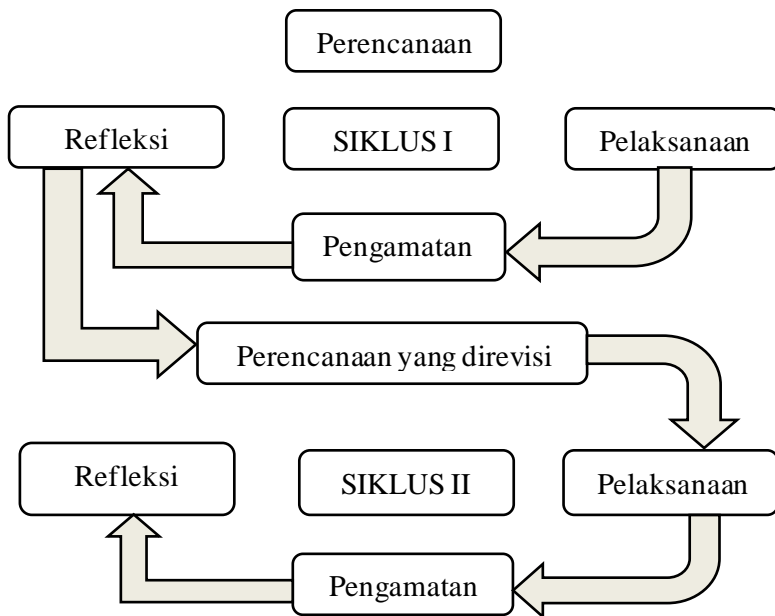 Perencanaan
Refleksi
SIKLUS I
Pelaksanaan
Pengamatan
Perencanaan yang direvisi
Refleksi
SIKLUS II
Pelaksanaan
Pengamatan